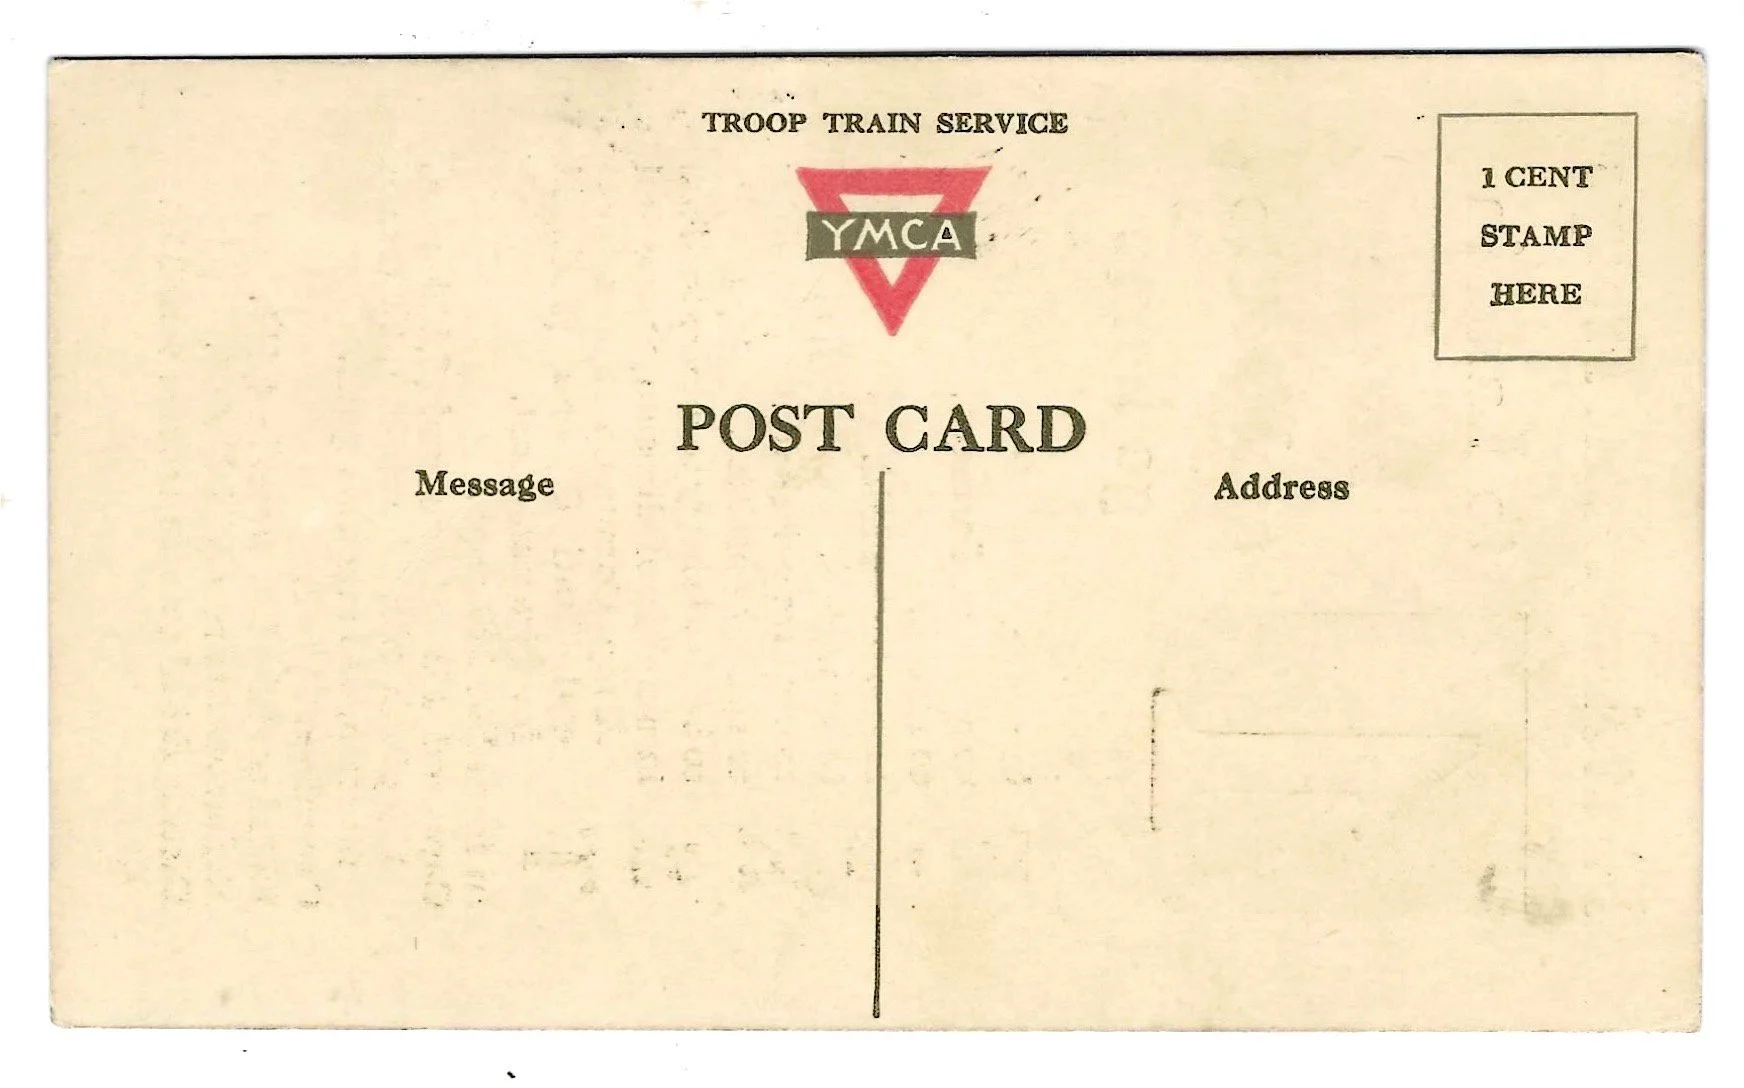 TROOP TRAIN SERVICE
YMCA
1 CENT
STAMP
HERE
POST CARD
Message
Address